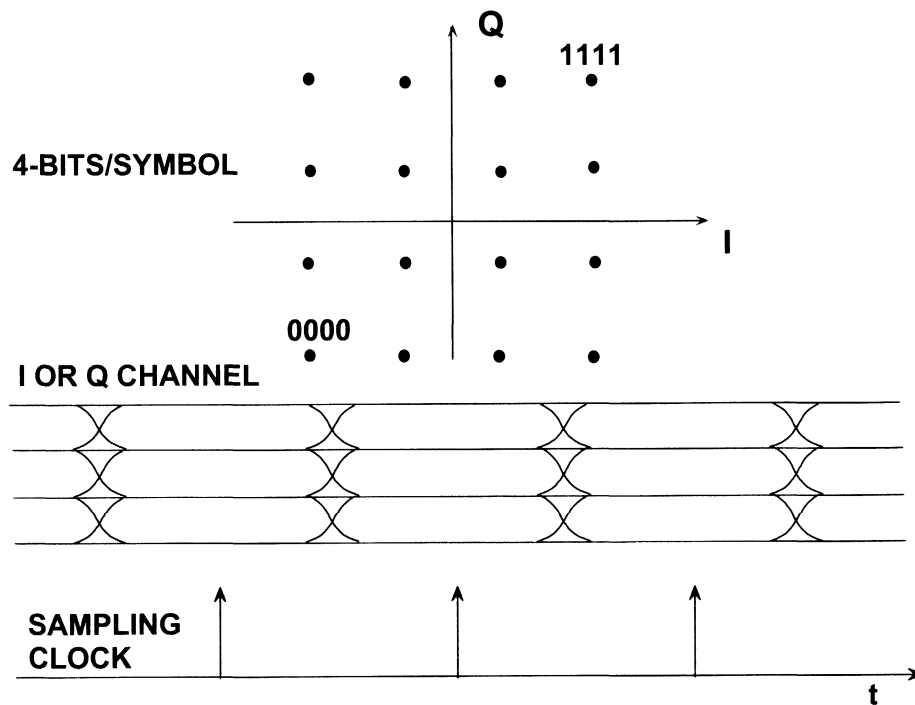 Q
1111
4-BITS/SYMBOL
I
0000
I OR Q CHANNEL
SAMPLING
CLOCK
t